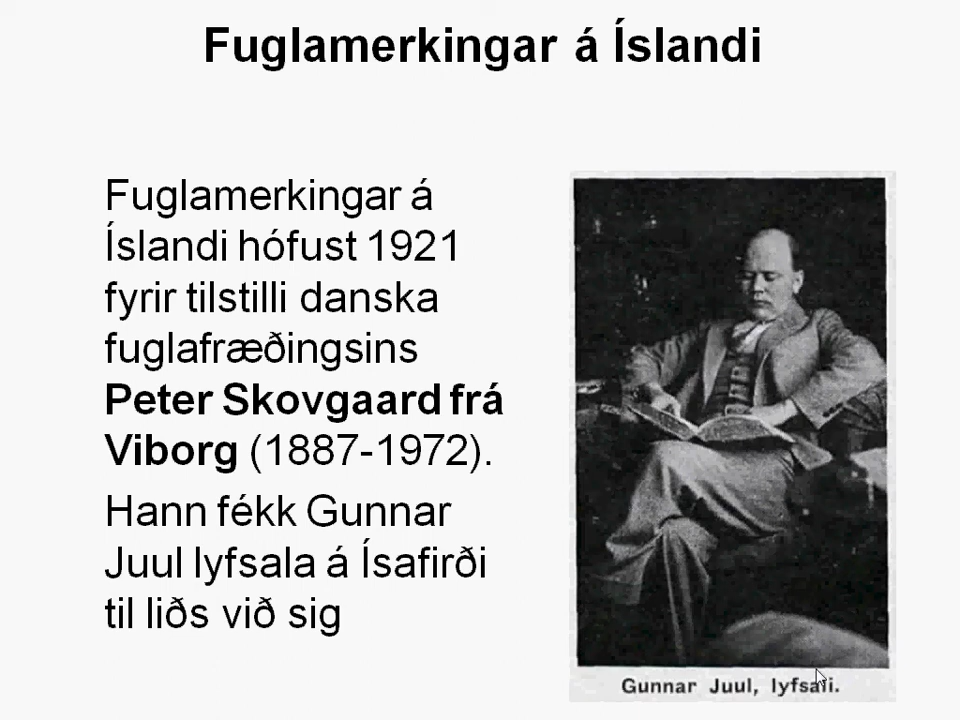 Fuglamerkingar á Íslandi
Fuglamerkingar á
Íslandi hófust 1921
fyrir tilstilli danska
fuglafræðingsins
Peter Skovgaard frá
Viborg (1887-1972).
Hann fékk Gunnar
Juul lyfsala á Ísafirði
til liðs við sig
Gunnar Juul, lyfsali.